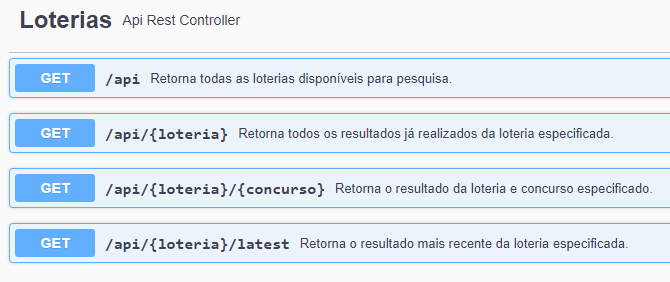 Loterias Api Rest Controller
GET /api Retorna todas as loterias disponíveis para pesquisa.
GET /api/{loteria} Retorna todos os resultados já realizados da loteria especificada.
GET /api/{loteria}/{concurso} Retorna o resultado da loteria e concurso especificado.
GET /api/{loteria}/latest Retorna o resultado mais recente da loteria especificada.